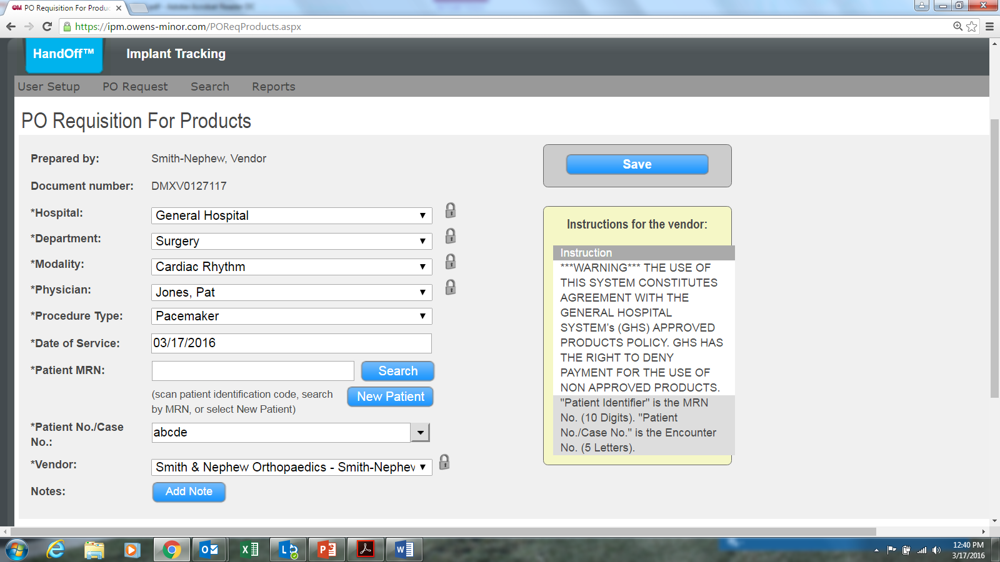 OM PO Requisition For Produc
https://ipm.owens-minor.com/POReqProducts.aspx
HandOff™
Implant Tracking
User Setup PO Request Search Reports
PO Requisition For Products
Prepared by: Smith-Nephew, Vendor
Document number: DMXV0127117
*Hospital: General Hospital
*Department: Surgery
*Modality: Cardiac Rhythm
*Physician: Jones, Pat
*Procedure Type: Pacemaker
*Date of Service: 03/17/2016
*Patient MRN: Search
(scan patient identification code, search
by MRN, or select New Patient)
New Patient
*Patient No./Case
No.:
abcde
*Vendor: Smith & Nephew Orthopaedics - Smith-Nephew
Notes: Add Note
Save
Instructions for the vendor:
Instruction
***WARNING*** THE USE OF
THIS SYSTEM CONSTITUTES
AGREEMENT WITH THE
GENERAL HOSPITAL
SYSTEM's (GHS) APPROVED
PRODUCTS POLICY. GHS HAS
THE RIGHT TO DENY
PAYMENT FOR THE USE OF
NON APPROVED PRODUCTS.
"Patient Identifier" is the MRN
No. (10 Digits). "Patient
No./Case No." is the Encounter
No. (5 Letters).
12:40 PM
3/17/2016